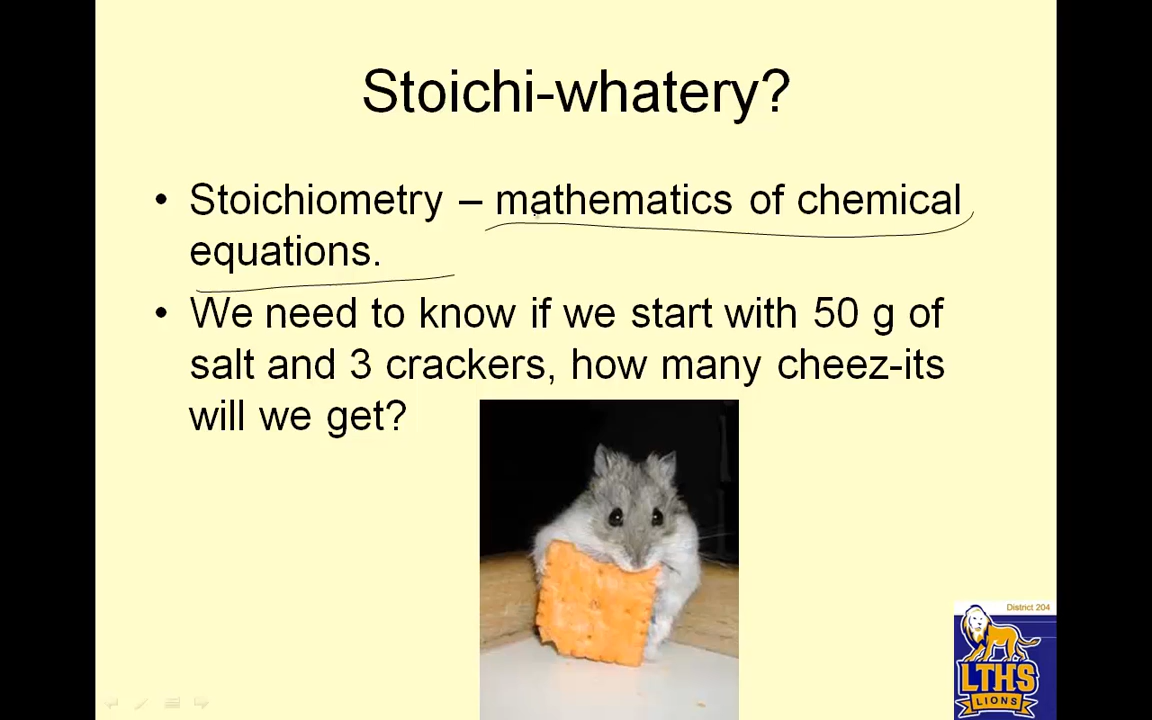 Stoichi-whatery?
• Stoichiometry – mathematics of chemical
equations.
• We need to know if we start with 50 g of
salt and 3 crackers, how many cheez-its
will we get?
District 204
LTHS
LIONS